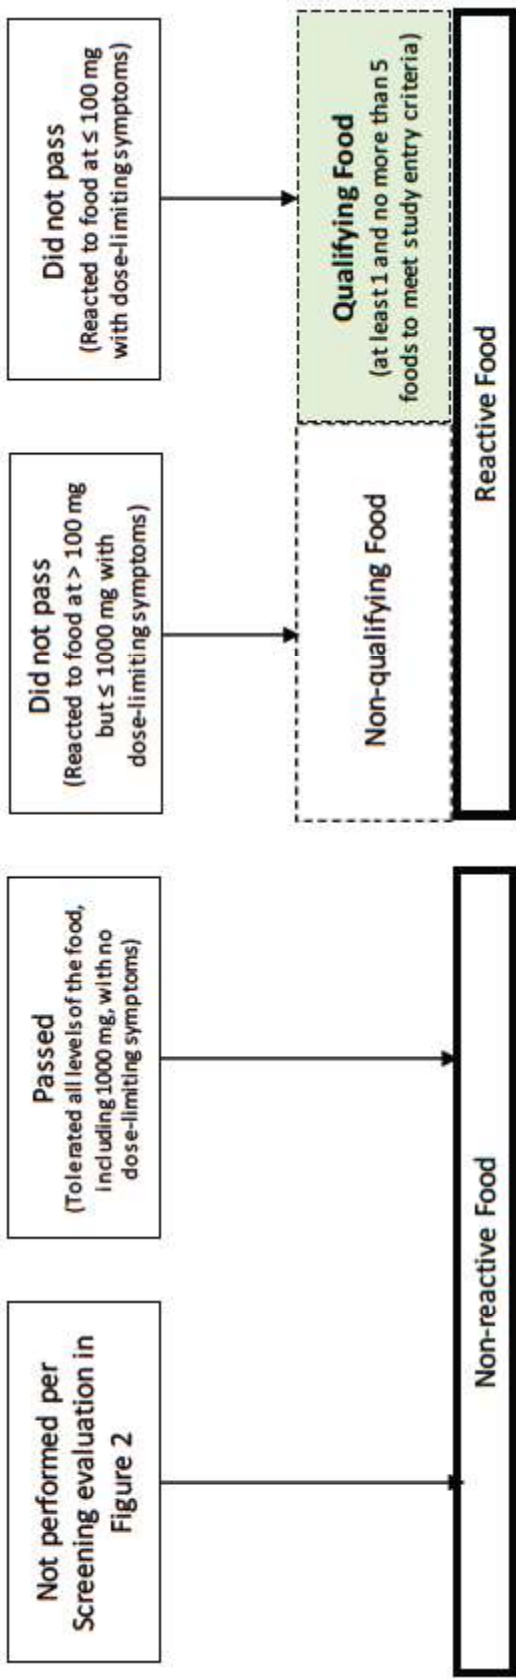 Not performed per
Screening evaluation in
Figure 2
Passed
(Tolerated all levels of the food,
including 1000 mg, with no
dose-limiting symptoms)
Did not pass
(Reacted to food at > 100 mg
but ≤ 1000 mg with
dose-limiting symptoms)
Did not pass
(Reacted to food at ≤ 100 mg
with dose-limiting symptoms)
Non-qualifying Food
Qualifying Food
(at least 1 and no more than 5
foods to meet study entry criteria)
Non-reactive Food
Reactive Food